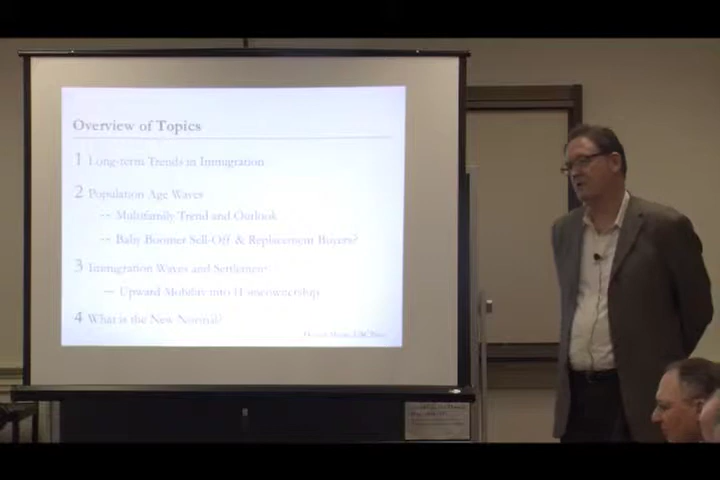 Overview of Topics
1 Long-term Trends in Immigration
2 Population Age Waves
-- Multifamily Trend and Outlook
-- Baby Boomer Sell-Off & Replacement Buyers?
3 Immigration Waves and Settlement
-- Upward Mobility into Homeownership
4 What is the New Normal?